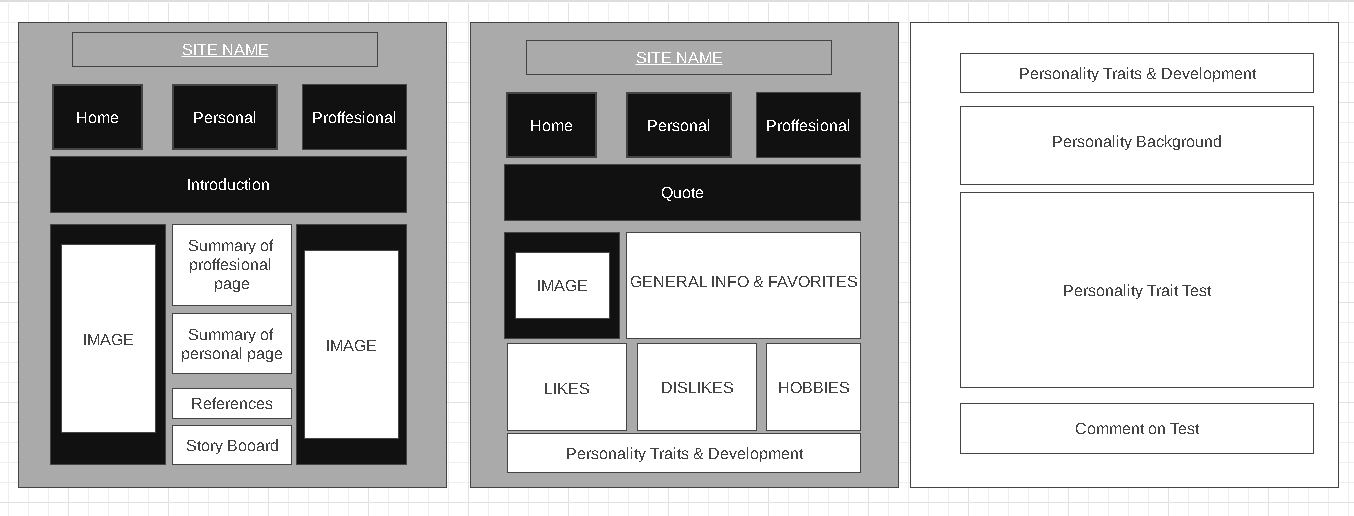 SITE NAME
Home
Personal
Proffesional
Introduction
IMAGE
Summary of
proffesional
page
Summary of
personal page
References
Story Booard
IMAGE
SITE NAME
Home
Personal
Proffesional
Quote
IMAGE
GENERAL INFO & FAVORITES
LIKES
DISLIKES
HOBBIES
Personality Traits & Development
Personality Traits & Development
Personality Background
Personality Trait Test
Comment on Test